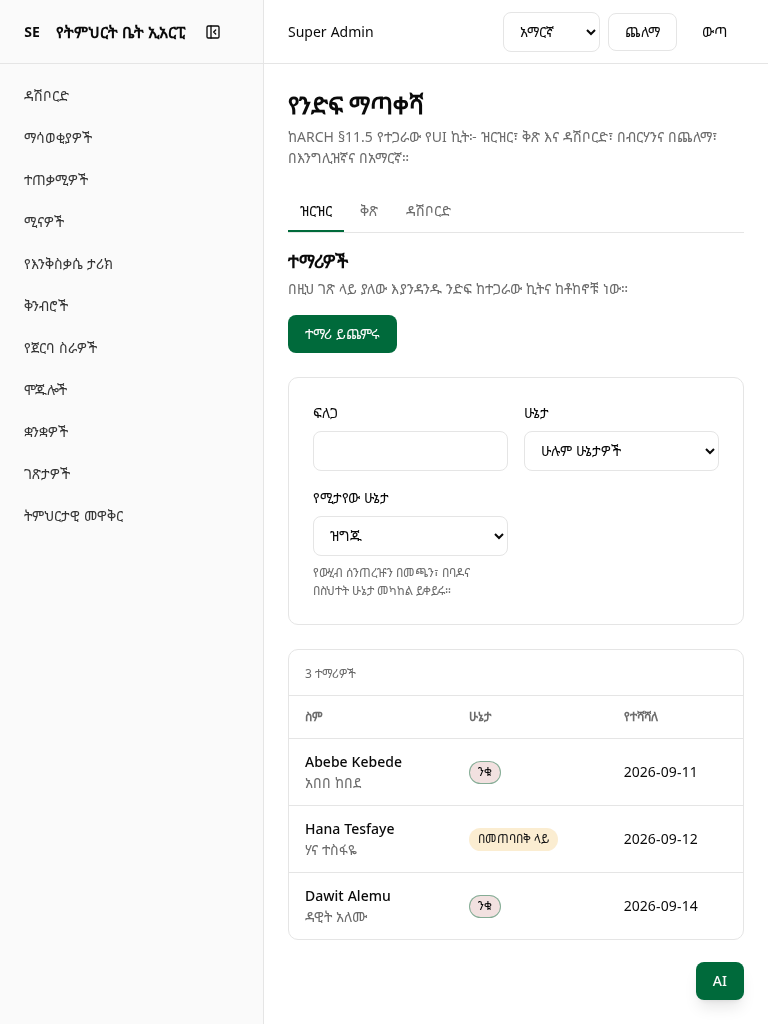 SE የትምህርት ቤት ኢአርፒ
Super Admin
አማርኛ
ጨለማ
ውጣ
ዳሽቦርድ
ማሳወቂያዎች
ተጠቃሚዎች
ሚናዎች
የእንቅስቃሴ ታሪክ
ቅንብሮች
የጀርባ ስራዎች
ሞጁሎች
ቋንቋዎች
ገጽታዎች
ትምህርታዊ መዋቅር
የንድፍ ማጣቀሻ
ከARCH §11.5 የተጋራው የUI ኪት፦ ዝርዝር፣ ቅጽ እና ዳሽቦርድ፣ በብርሃንና በጨለማ፣
በእንግሊዝኛና በአማርኛ።
ዝርዝር
ቅጽ
ዳሽቦርድ
ተማሪዎች
በዚህ ገጽ ላይ ያለው እያንዳንዱ ንድፍ ከተጋራው ኪትና ከቶከኖቹ ነው።
ተማሪ ይጨምሩ
ፍለጋ
ሁኔታ
ሁሉም ሁኔታዎች
የሚታየው ሁኔታ
ዝግጁ
የወሂብ ሰንጠረዡን በመጫን፣ በባዶና
በስህተት ሁኔታ መካከል ይቀይሩ።
3 ተማሪዎች
ስም
ሁኔታ
የተሻሻለ
Abebe Kebede
አበበ ከበደ
ንቁ
2026-09-11
Hana Tesfaye
ሃና ተስፋዬ
በመጠባበቅ ላይ
2026-09-12
Dawit Alemu
ዳዊት አለሙ
ንቁ
2026-09-14
AI